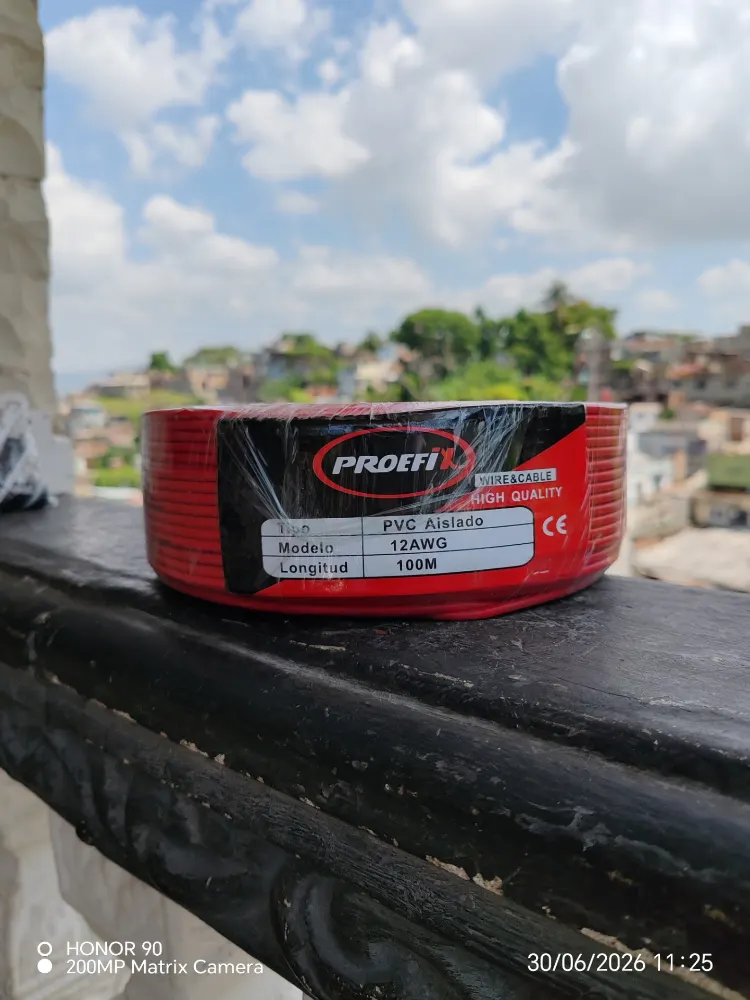 PROEFIX
WIRE&CABLE
HIGH QUALITY
Tipo PVC Aislado
Modelo 12AWG
Longitud 100M
CE
HONOR 90
200MP Matrix Camera
30/06/2026 11:25